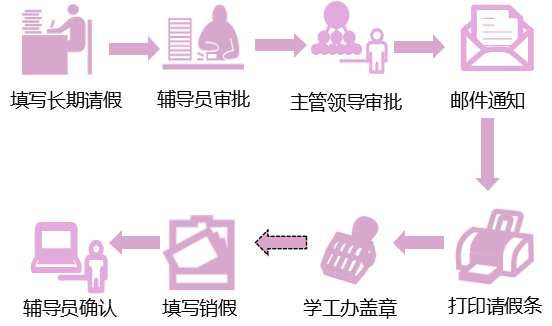 填写长期请假
辅导员审批
主管领导审批
邮件通知
打印请假条
学工办盖章
填写销假
辅导员确认